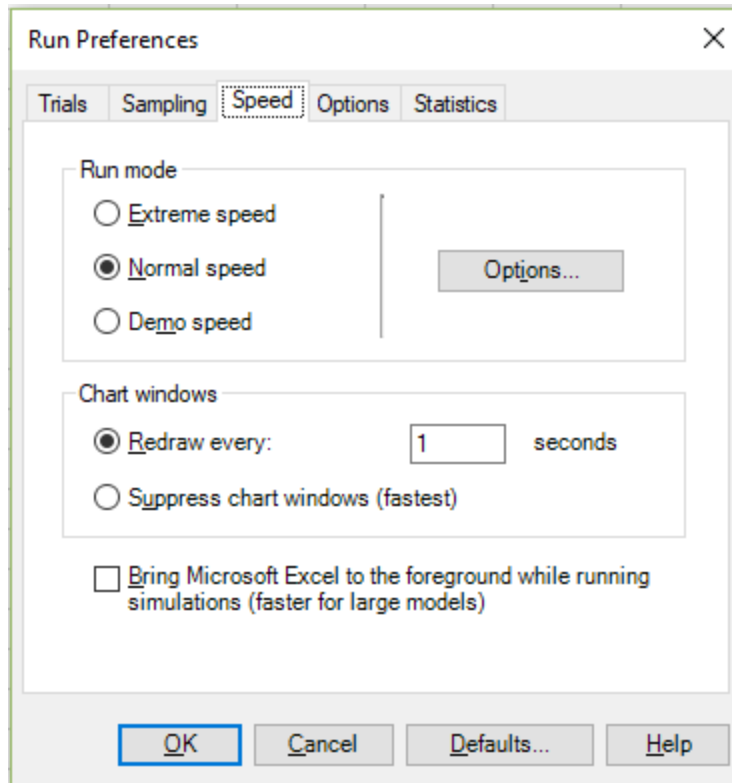 Run Preferences
Trials Sampling Speed Options Statistics
Run mode
Extreme speed
Normal speed
Options...
Demo speed
Chart windows
Redraw every: 1 seconds
Suppress chart windows (fastest)
Bring Microsoft Excel to the foreground while running
simulations (faster for large models)
OK Cancel Defaults... Help